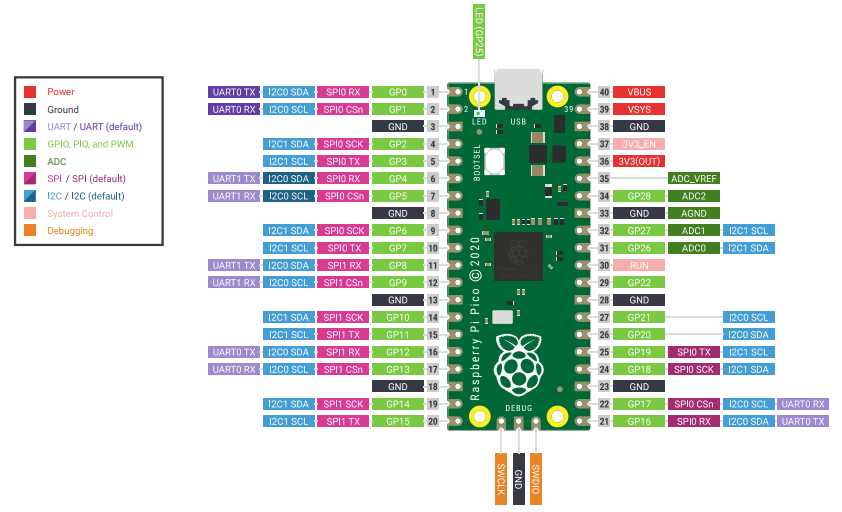 LED (GP25)
Power
Ground
UART / UART (default)
GPIO, PIO, and PWM
ADC
SPI / SPI (default)
I2C / I2C (default)
System Control
Debugging
UART0 TX I2C0 SDA SPI0 RX GP0 1
UART0 RX I2C0 SCL SPI0 CSn GP1 2
GND 3
I2C1 SDA SPI0 SCK GP2 4
I2C1 SCL SPI0 TX GP3 5
UART1 TX I2C0 SDA SPI0 RX GP4 6
UART1 RX I2C0 SCL SPI0 CSn GP5 7
GND 8
I2C1 SDA SPI0 SCK GP6 9
I2C1 SCL SPI0 TX GP7 10
UART1 TX I2C0 SDA SPI1 RX GP8 11
UART1 RX I2C0 SCL SPI1 CSn GP9 12
GND 13
I2C1 SDA SPI1 SCK GP10 14
I2C1 SCL SPI1 TX GP11 15
UART0 TX I2C0 SDA SPI1 RX GP12 16
UART0 RX I2C0 SCL SPI1 CSn GP13 17
GND 18
I2C1 SDA SPI1 SCK GP14 19
I2C1 SCL SPI1 TX GP15 20
1
2
39
LED
USB
BOOTSEL
Raspberry Pi Pico © 2020
DEBUG
40 VBUS
39 VSYS
38 GND
37 3V3_EN
36 3V3(OUT)
35 ADC_VREF
34 GP28 ADC2
33 GND AGND
32 GP27 ADC1 I2C1 SCL
31 GP26 ADC0 I2C1 SDA
30 RUN
29 GP22
28 GND
27 GP21 I2C0 SCL
26 GP20 I2C0 SDA
25 GP19 SPI0 TX I2C1 SCL
24 GP18 SPI0 SCK I2C1 SDA
23 GND
22 GP17 SPI0 CSn I2C0 SCL UART0 RX
21 GP16 SPI0 RX I2C0 SDA UART0 TX
SWCLK
GND
SWDIO